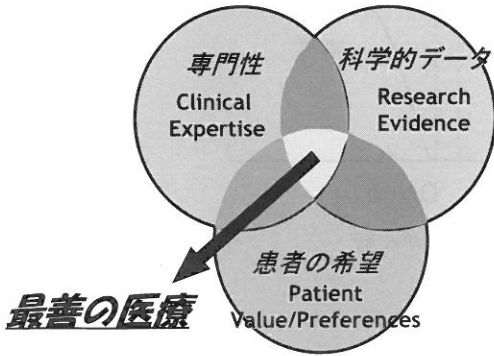 専門性
Clinical
Expertise
科学的データ
Research
Evidence
患者の希望
Patient
Value/Preferences
最善の医療